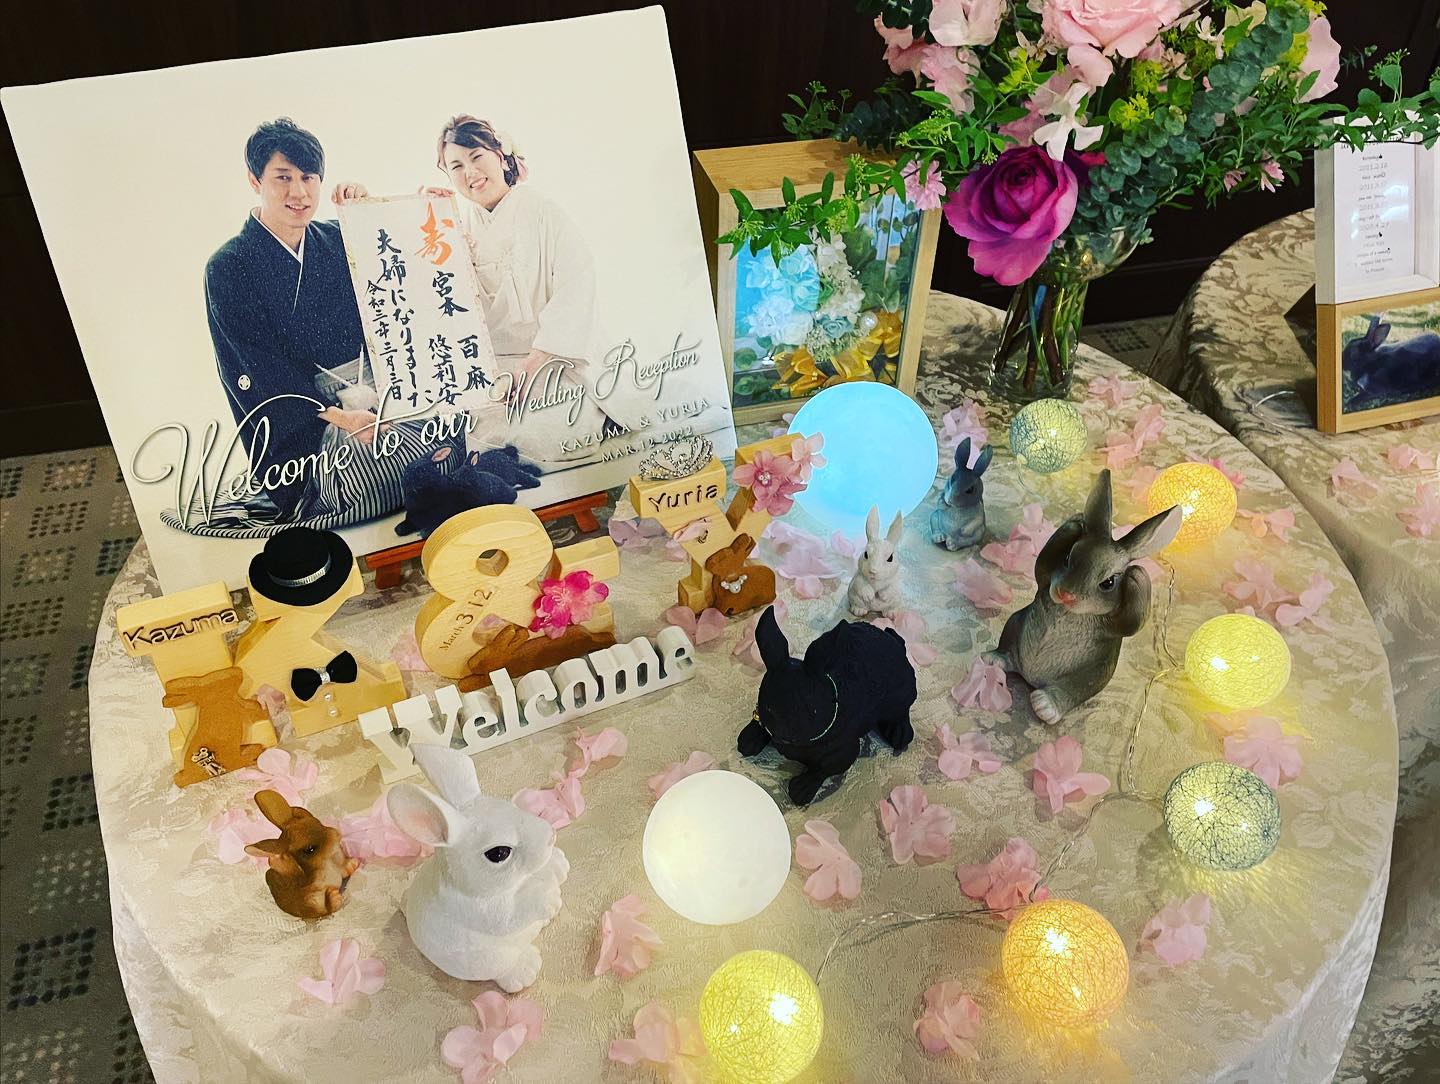 寿
宮本 百麻
悠莉安
夫婦になりました
令和三年三月三日
Welcome to our Wedding Reception
KAZUMA & YURIA
MAR.12.2022
Kazuma
K
&
March 3.12
Yuria
Y
Welcome